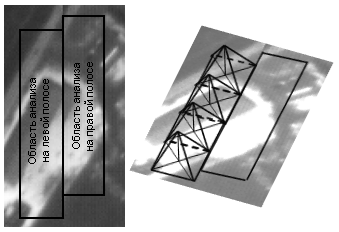 Область анализа
на левой полосе
Область анализа
на правой полосе